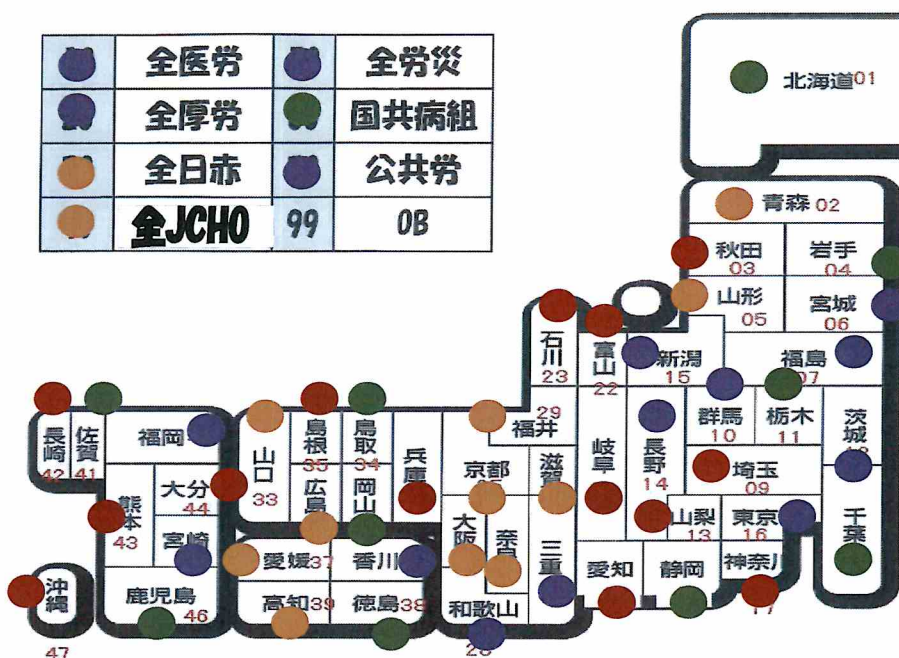 全医労 全労災
全厚労 国共病組
全日赤 公共労
全JCHO 99 OB
北海道01
青森 02
秋田 03
岩手 04
山形 05
宮城 06
石川 23
富山 22
新潟 15
福島 07
29 福井
群馬 10
栃木 11
茨城
長崎 42
佐賀 41
福岡
山口 33
島根 35
鳥取 34
兵庫
京都
滋賀
岐阜
長野 14
埼玉 09
大分 44
熊本 43
宮崎
広島
岡山
大阪
奈良
三重
山梨 13
東京 16
千葉
愛媛 37
香川
愛知
静岡
神奈川
沖縄 47
鹿児島 46
高知 39
徳島 38
和歌山